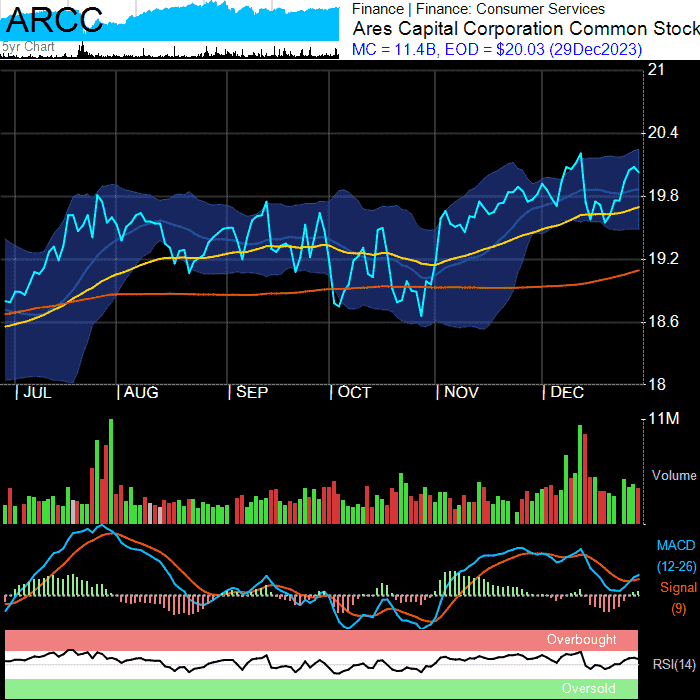 ARCC
5yr Chart
Finance | Finance: Consumer Services
Ares Capital Corporation Common Stock
MC = 11.4B, EOD = $20.03 (29Dec2023)
21
20.4
19.8
19.2
18.6
18
JUL AUG SEP OCT NOV DEC
11M
Volume
MACD
(12-26)
Signal
(9)
Overbought
RSI(14)
Oversold